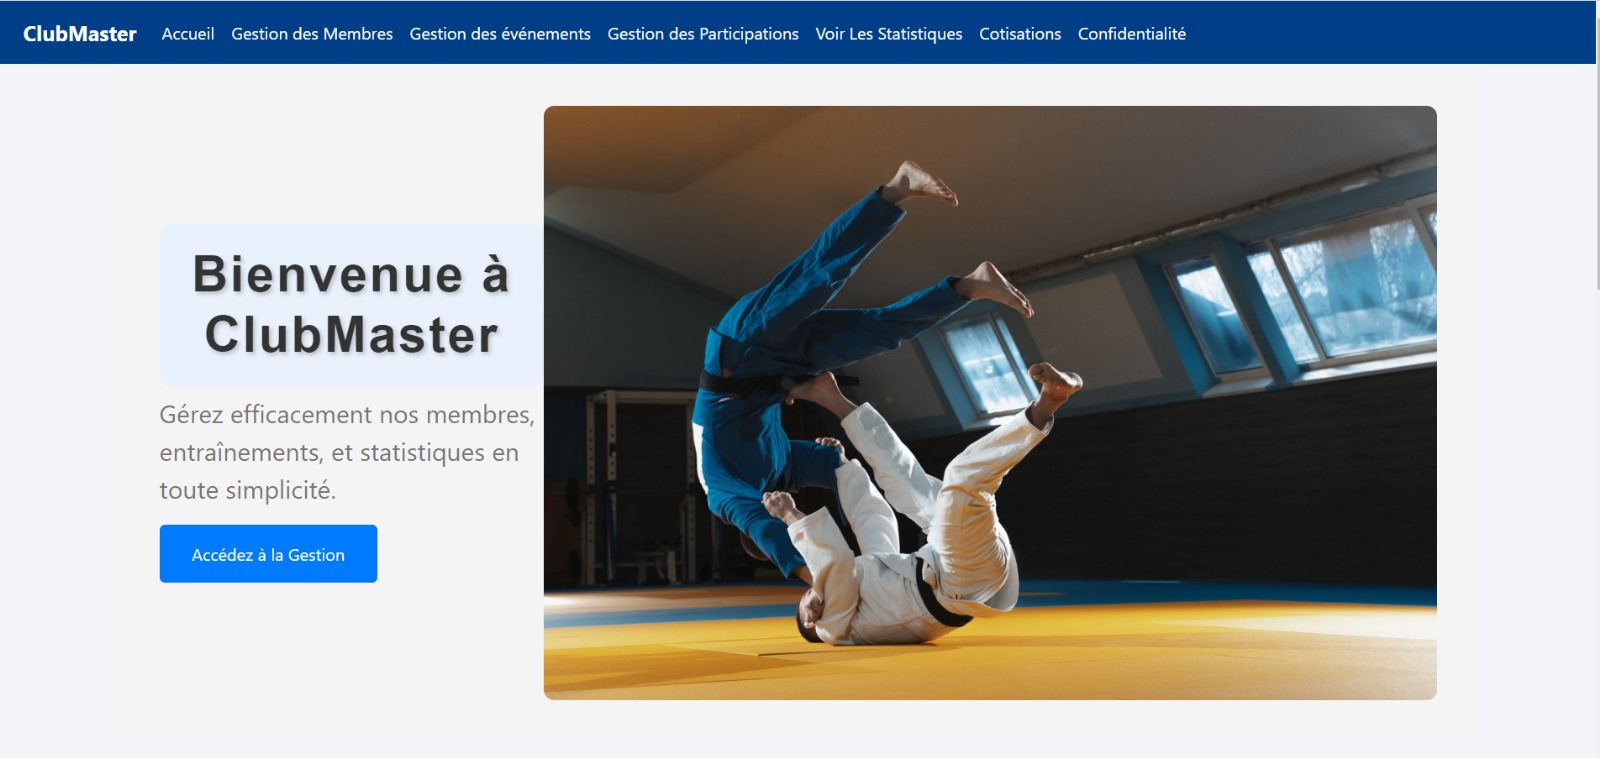 ClubMaster Accueil Gestion des Membres Gestion des événements Gestion des Participations Voir Les Statistiques Cotisations Confidentialité
Bienvenue à
ClubMaster
Gérez efficacement nos membres,
entraînements, et statistiques en
toute simplicité.
Accédez à la Gestion